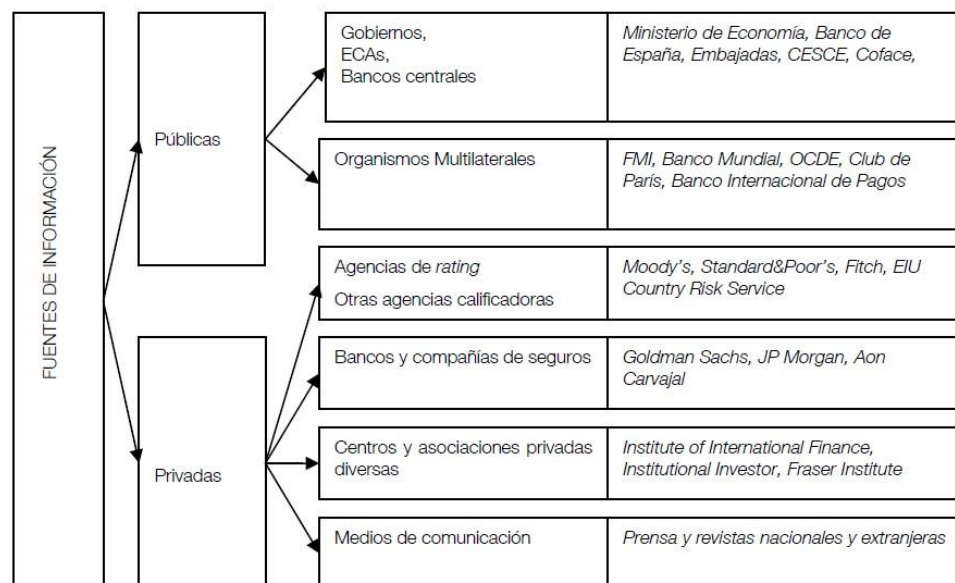 FUENTES DE INFORMACIÓN
Públicas
Gobiernos,
ECAs,
Bancos centrales
Ministerio de Economía, Banco de
España, Embajadas, CESCE, Coface,
Organismos Multilaterales
FMI, Banco Mundial, OCDE, Club de
París, Banco Internacional de Pagos
Privadas
Agencias de rating
Otras agencias calificadoras
Moody's, Standard&Poor's, Fitch, EIU
Country Risk Service
Bancos y compañías de seguros
Goldman Sachs, JP Morgan, Aon
Carvajal
Centros y asociaciones privadas
diversas
Institute of International Finance,
Institutional Investor, Fraser Institute
Medios de comunicación
Prensa y revistas nacionales y extranjeras